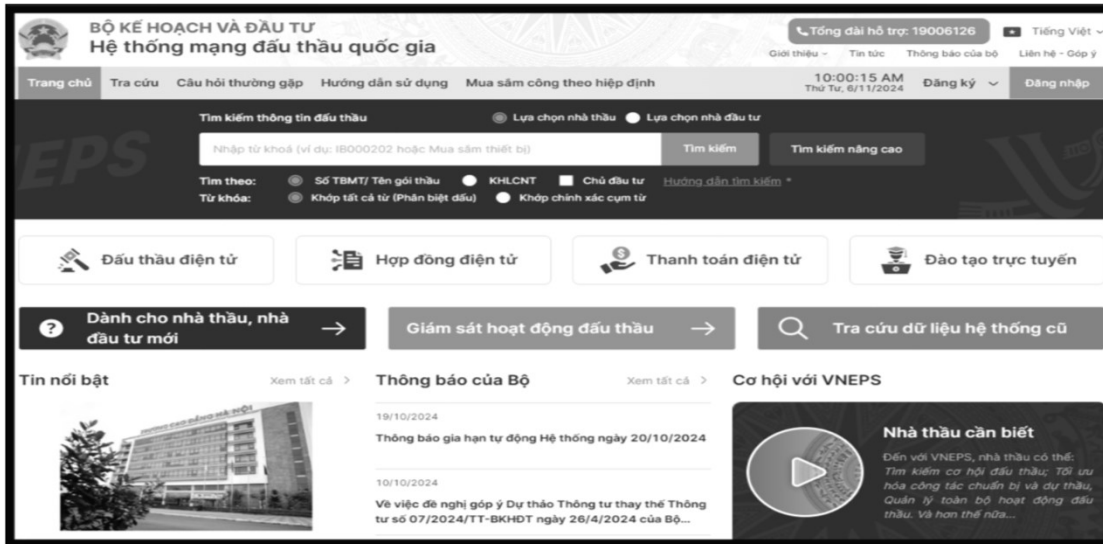 BỘ KẾ HOẠCH VÀ ĐẦU TƯ
Hệ thống mạng đấu thầu quốc gia
Tổng đài hỗ trợ: 19006126
Tiếng Việt
Giới thiệu
Tin tức
Thông báo của bộ
Liên hệ - Góp ý
Trang chủ
Tra cứu
Câu hỏi thường gặp
Hướng dẫn sử dụng
Mua sắm công theo hiệp định
10:00:15 AM
Thứ Tư, 6/11/2024
Đăng ký
Đăng nhập
NEPS
Tìm kiếm thông tin đấu thầu
Lựa chọn nhà thầu
Lựa chọn nhà đầu tư
Nhập từ khoá (ví dụ: IB000202 hoặc Mua sắm thiết bị)
Tìm kiếm
Tìm kiếm nâng cao
Tìm theo:
Số TBMT/ Tên gói thầu
KHLCNT
Chủ đầu tư
Hướng dẫn tìm kiếm *
Từ khóa:
Khớp tất cả từ (Phân biệt dấu)
Khớp chính xác cụm từ
Đấu thầu điện tử
Hợp đồng điện tử
Thanh toán điện tử
Đào tạo trực tuyến
Dành cho nhà thầu, nhà
đầu tư mới
Giám sát hoạt động đấu thầu
Tra cứu dữ liệu hệ thống cũ
Tin nổi bật
Xem tất cả
TRƯỜNG CAO ĐẲNG HÀ NỘI
Thông báo của Bộ
Xem tất cả
19/10/2024
Thông báo gia hạn tự động Hệ thống ngày 20/10/2024
10/10/2024
Về việc đề nghị góp ý Dự thảo Thông tư thay thế Thông
tư số 07/2024/TT-BKHĐT ngày 26/4/2024 của Bộ...
Cơ hội với VNEPS
Nhà thầu cần biết
Đến với VNEPS, nhà thầu có thể:
Tìm kiếm cơ hội đấu thầu; Tối ưu
hóa công tác chuẩn bị và dự thầu,
Quản lý toàn bộ hoạt động đấu
thầu. Và hơn thế nữa...